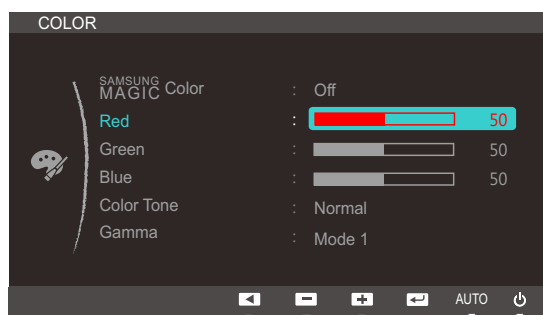 COLOR
SAMSUNG MAGIC Color : Off
Red : 50
Green : 50
Blue : 50
Color Tone : Normal
Gamma : Mode 1
AUTO